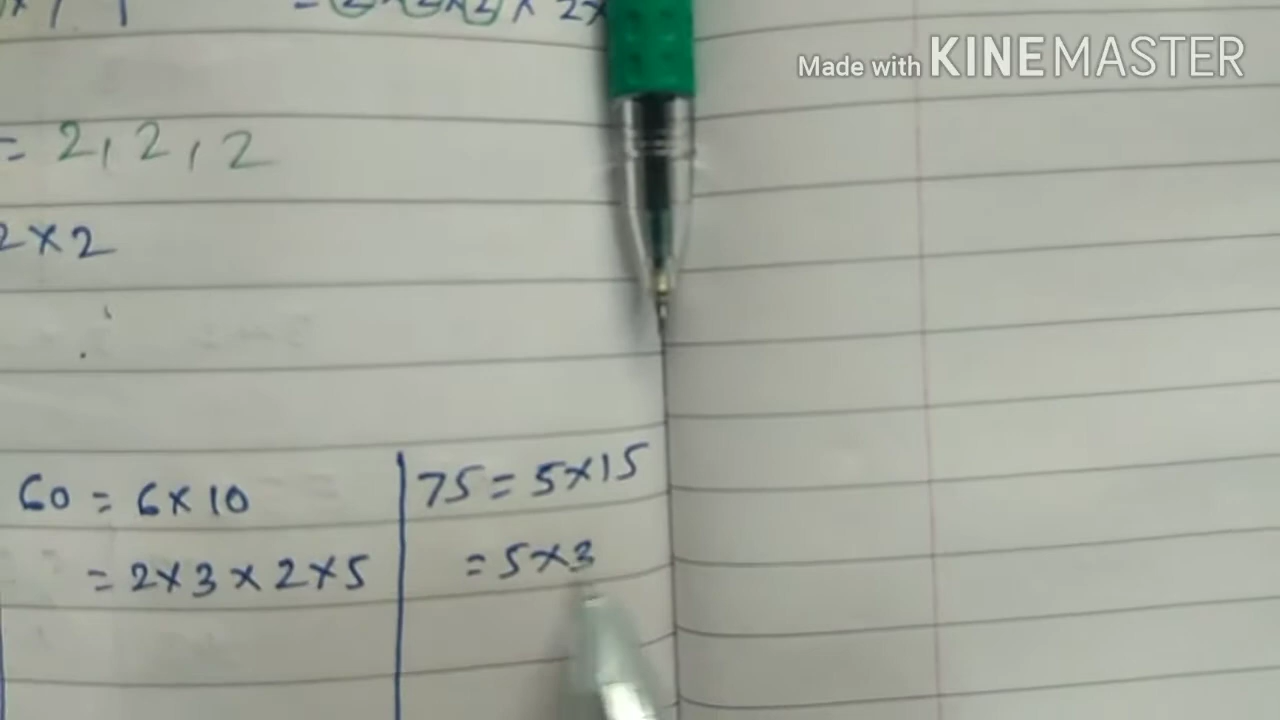 Made with KINEMASTER
= 2, 2, 2
2 × 2
60 = 6 × 10
= 2 × 3 × 2 × 5
75 = 5 × 15
= 5 × 3